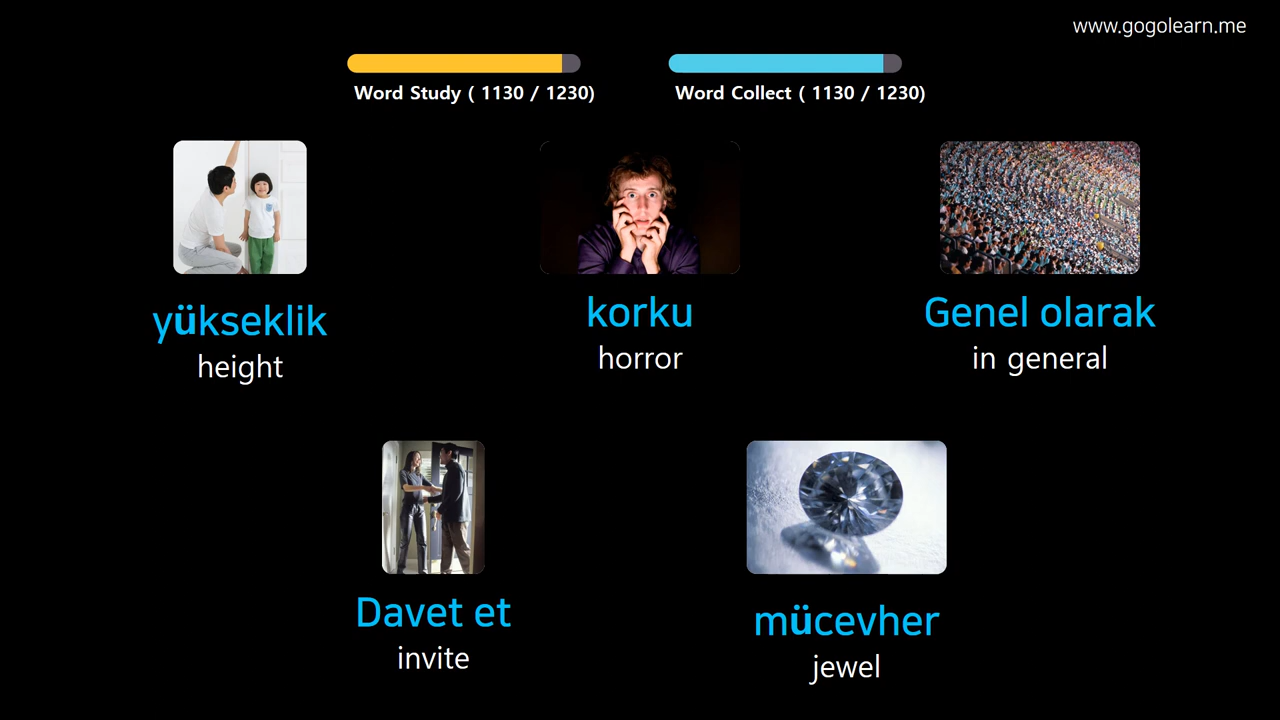 www.gogolearn.me
Word Study ( 1130 / 1230)
Word Collect ( 1130 / 1230)
yükseklik
height
korku
horror
Genel olarak
in general
Davet et
invite
mücevher
jewel